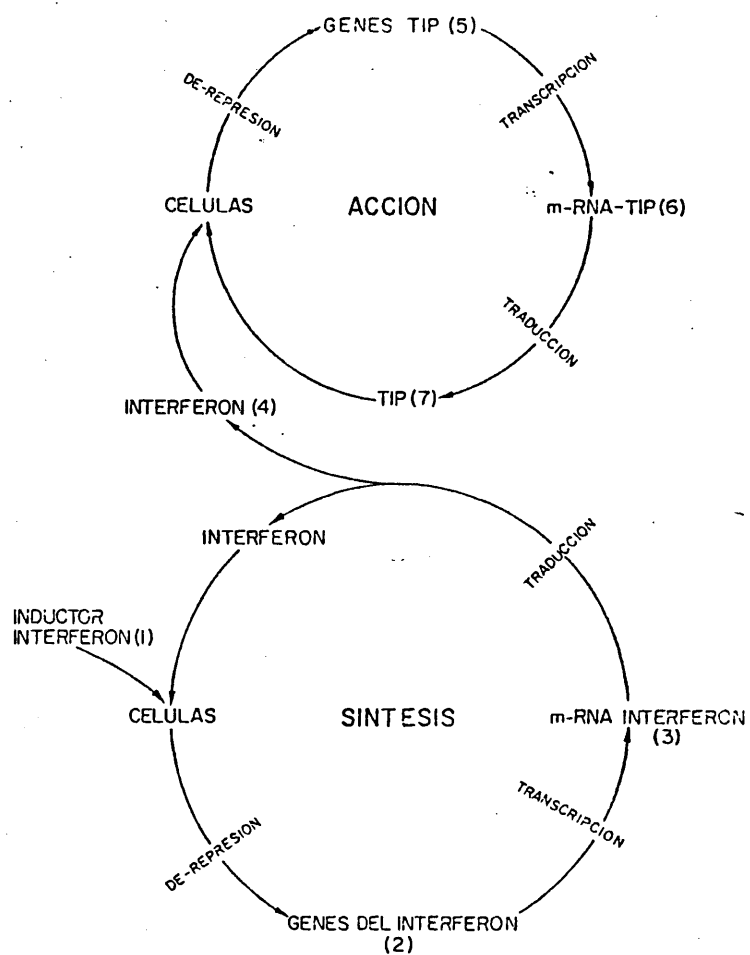 GENES TIP (5)
DE-REPRESION
TRANSCRIPCION
CELULAS
ACCION
m-RNA-TIP (6)
TRADUCCION
TIP (7)
INTERFERON (4)
INTERFERON
TRADUCCION
INDUCTOR
INTERFERON (1)
CELULAS
SINTESIS
m-RNA INTERFERON
(3)
TRANSCRIPCION
DE-REPRESION
GENES DEL INTERFERON
(2)